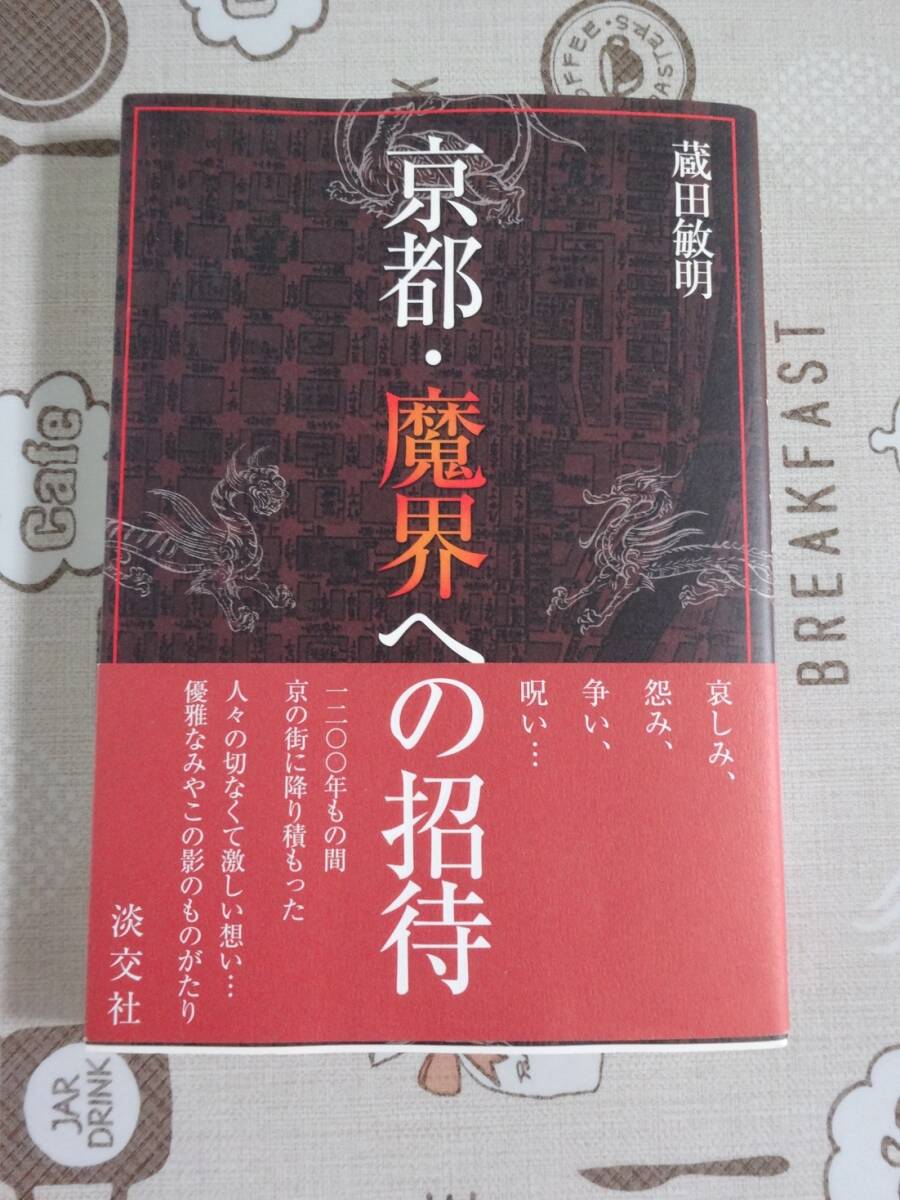 蔵田敏明
京都・魔界への招待
哀しみ、
怨み、
争い、
呪い…
一二〇〇年もの間
京の街に降り積もった
人々の切なくて激しい想い…
優雅なみやこの影のものがたり
淡交社
Cafe
BREAKFAST
JAR
DRINK